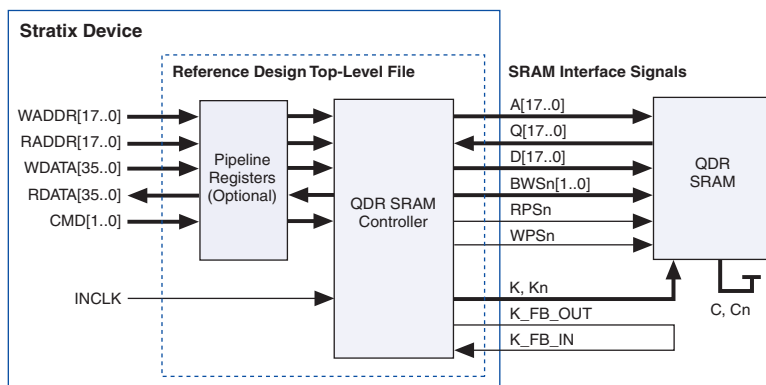 Stratix Device
Reference Design Top-Level File
SRAM Interface Signals
WADDR[17..0]
RADDR[17..0]
WDATA[35..0]
RDATA[35..0]
CMD[1..0]
INCLK
Pipeline
Registers
(Optional)
QDR SRAM
Controller
A[17..0]
Q[17..0]
D[17..0]
BWSn[1..0]
RPSn
WPSn
K, Kn
K_FB_OUT
K_FB_IN
QDR
SRAM
C, Cn